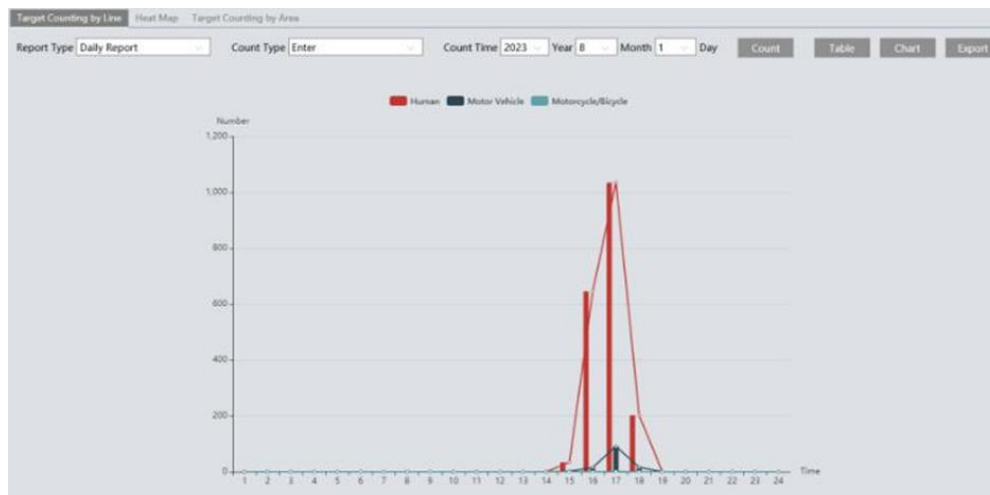 Target Counting by Line Heat Map Target Counting by Area
Report Type Daily Report Count Type Enter Count Time 2023 Year 8 Month 1 Day Count Table Chart Export
Human Motor Vehicle Motorcycle/Bicycle
Number
1,200
1,000
800
600
400
200
0
1 2 3 4 5 6 7 8 9 10 11 12 13 14 15 16 17 18 19 20 21 22 23 24 Time